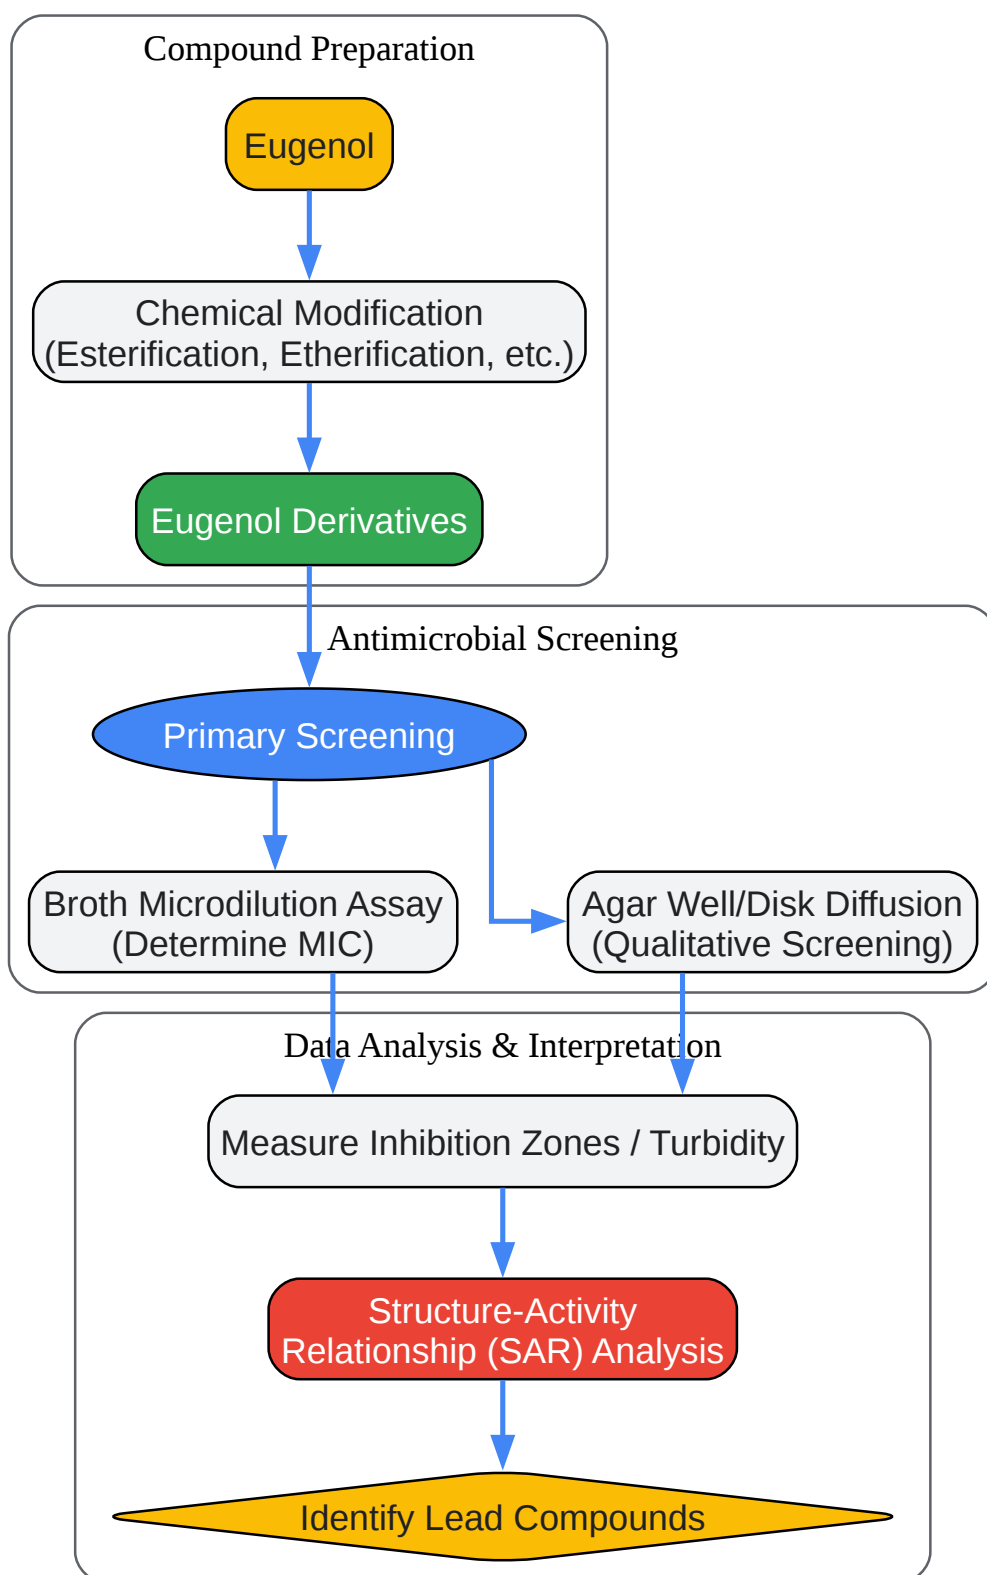 Compound Preparation
Eugenol
Chemical Modification
(Esterification, Etherification, etc.)
Eugenol Derivatives
Antimicrobial Screening
Primary Screening
Broth Microdilution Assay
(Determine MIC)
Agar Well/Disk Diffusion
(Qualitative Screening)
Data Analysis & Interpretation
Measure Inhibition Zones / Turbidity
Structure-Activity
Relationship (SAR) Analysis
Identify Lead Compounds